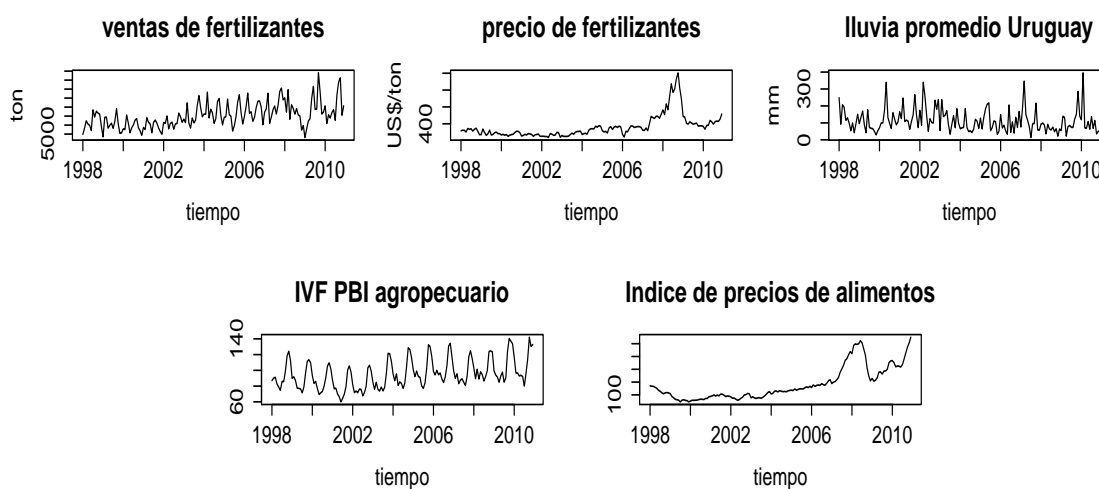 ventas de fertilizantes
ton
5000
1998 2002 2006 2010
tiempo
precio de fertilizantes
US$/ton
400
1998 2002 2006 2010
tiempo
lluvia promedio Uruguay
mm
0 300
1998 2002 2006 2010
tiempo
IVF PBI agropecuario
60 140
1998 2002 2006 2010
tiempo
Indice de precios de alimentos
100
1998 2002 2006 2010
tiempo